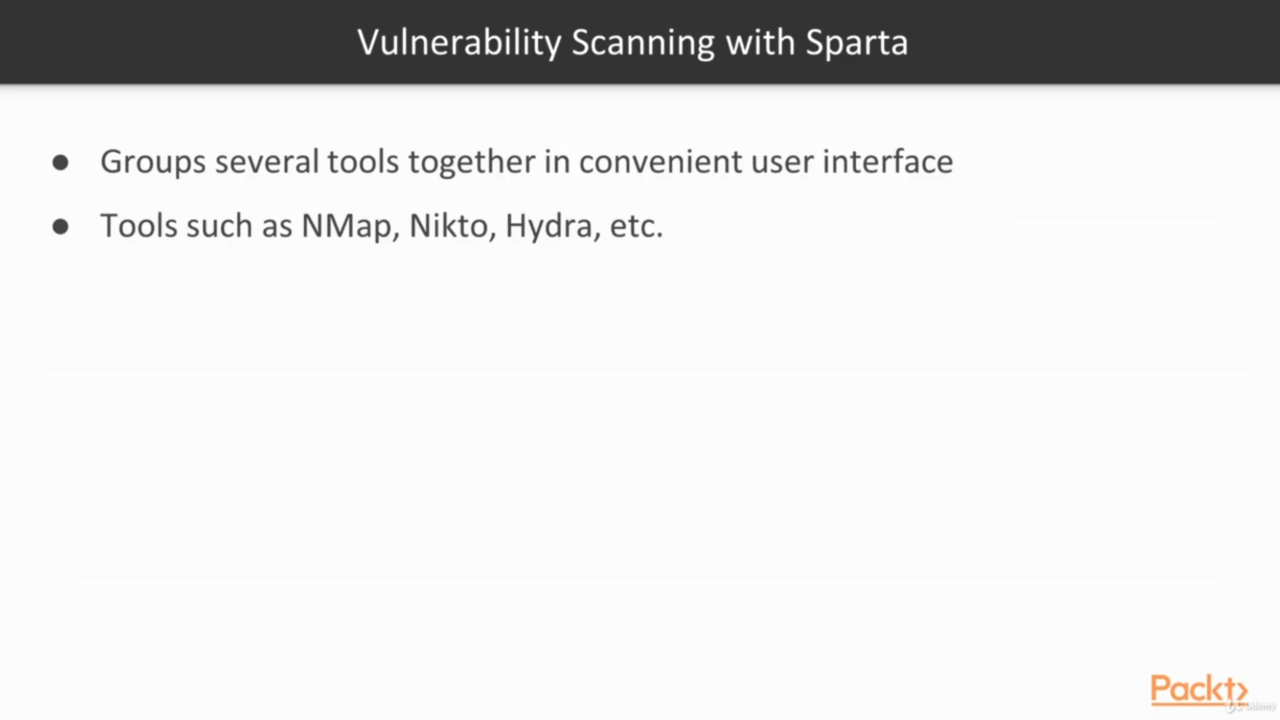 Vulnerability Scanning with Sparta
● Groups several tools together in convenient user interface
● Tools such as NMap, Nikto, Hydra, etc.
Packt
Udemy